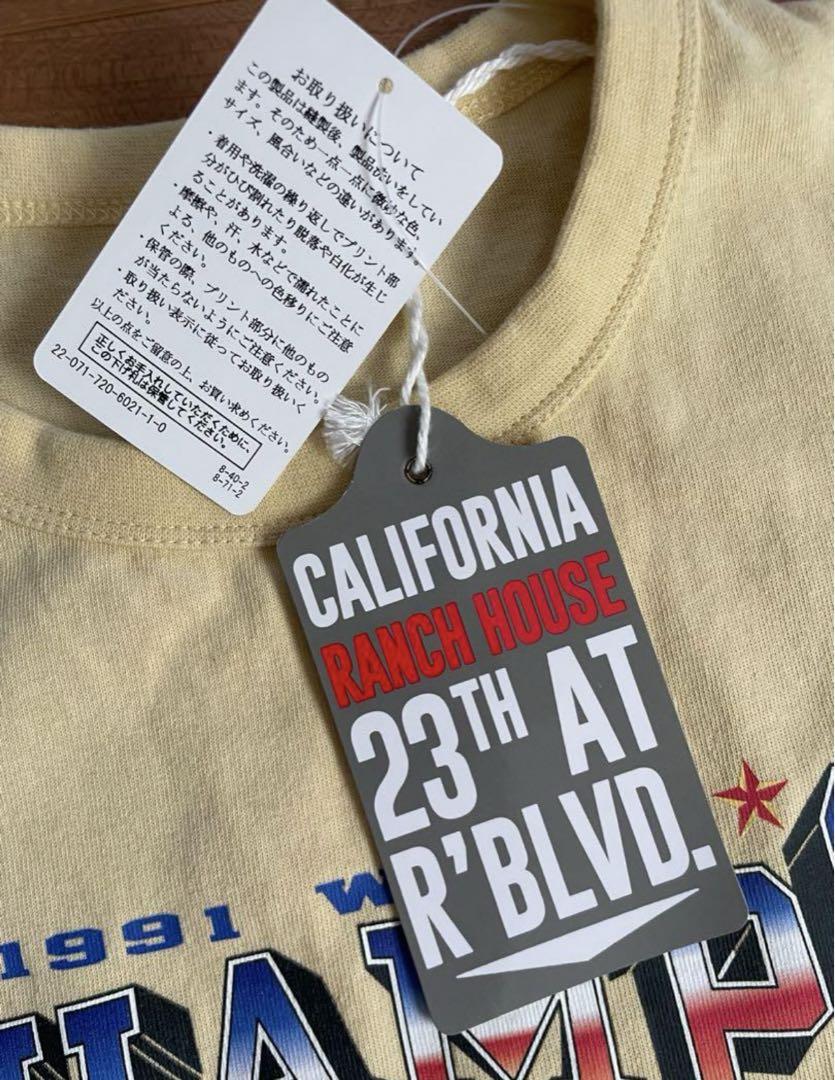 お取り扱いについて
この製品は縫製後、製品洗いをしてい
ます。そのため一点一点に微妙な色、
サイズ、風合いなどの違いがあります。
・着用や洗濯の繰り返しでプリント部
分がひび割れたり脱落や白化が生じ
ることがあります。
・摩擦や、汗、水などで濡れたことに
よる、他のものへの色移りにご注意
ください。
・保管の際、プリント部分に他のもの
が当たらないようにご注意ください。
・取り扱い表示に従ってお取り扱いく
ださい。
以上の点をご留意の上、お買い求めください。
正しくお手入れしていただくために、
この下げ札は保管してください。
22-071-720-6021-1-0
8-40-2
8-71-2
CALIFORNIA
RANCH HOUSE
23TH AT
R'BLVD.
1991 W
HAMP